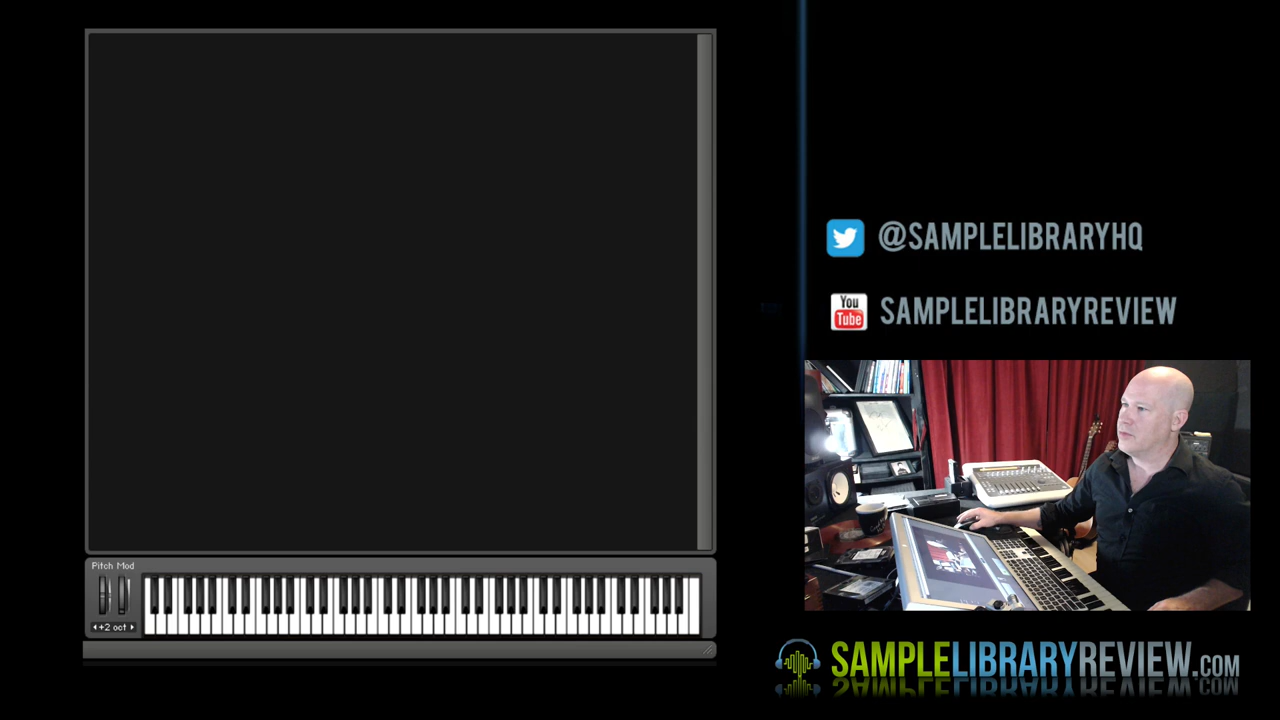 @SAMPLELIBRARYHQ
You
Tube
SAMPLELIBRARYREVIEW
Pitch Mod
+2 oct
SAMPLELIBRARYREVIEW.COM